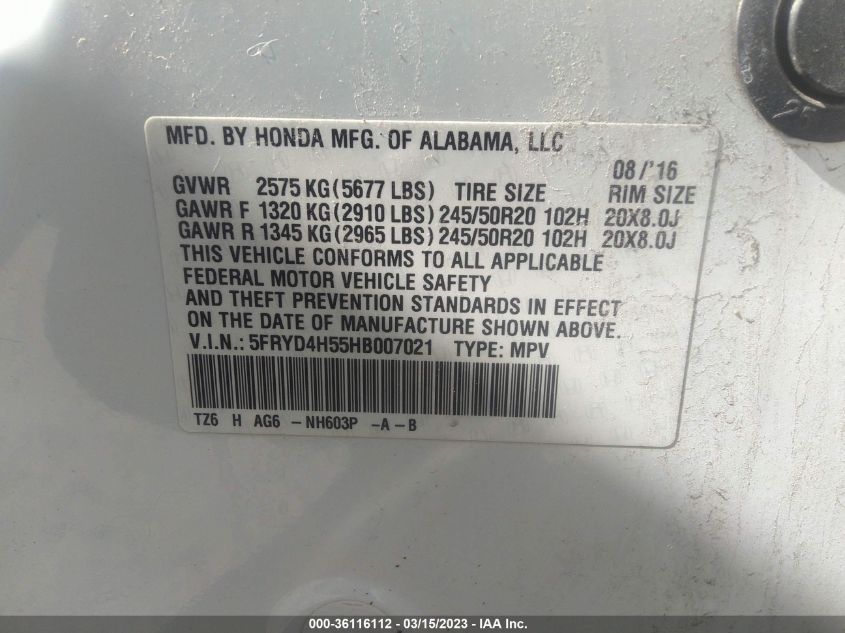 MFD. BY HONDA MFG. OF ALABAMA, LLC
08/'16
GVWR 2575 KG (5677 LBS) TIRE SIZE RIM SIZE
GAWR F 1320 KG (2910 LBS) 245/50R20 102H 20X8.0J
GAWR R 1345 KG (2965 LBS) 245/50R20 102H 20X8.0J
THIS VEHICLE CONFORMS TO ALL APPLICABLE
FEDERAL MOTOR VEHICLE SAFETY
AND THEFT PREVENTION STANDARDS IN EFFECT
ON THE DATE OF MANUFACTURE SHOWN ABOVE.
V.I.N.: 5FRYD4H55HB007021 TYPE: MPV
TZ6 H AG6 - NH603P -A-B
000-36116112 - 03/15/2023 - IAA Inc.